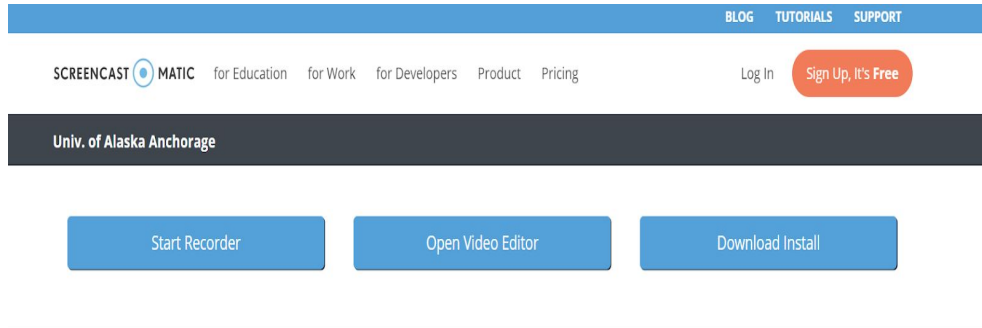 BLOG TUTORIALS SUPPORT
SCREENCAST MATIC for Education for Work for Developers Product Pricing Log In Sign Up, It's Free
Univ. of Alaska Anchorage
Start Recorder Open Video Editor Download Install